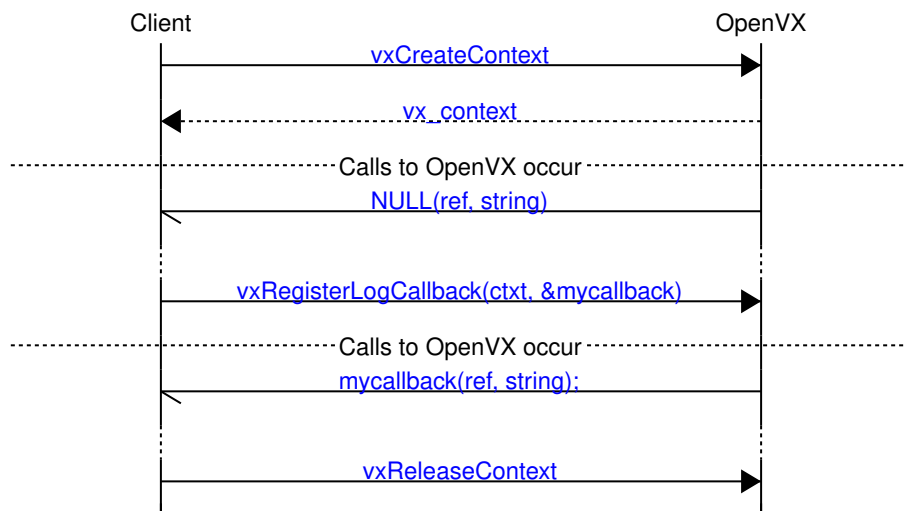 Client OpenVX
vxCreateContext
vx_context
Calls to OpenVX occur
NULL(ref, string)
vxRegisterLogCallback(ctxt, &mycallback)
Calls to OpenVX occur
mycallback(ref, string);
vxReleaseContext